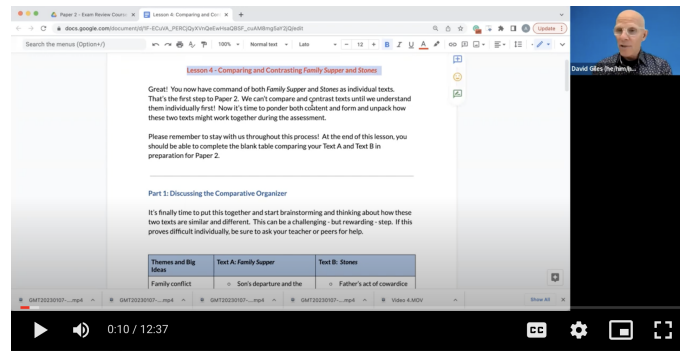 Paper 2 - Exam Review Course
Lesson 4: Comparing and Con
Update
Search the menus (Option+/)
100%
Normal text
Lato
12
B
I
U
A
David Giles (he/him/
Lesson 4 - Comparing and Contrasting Family Supper and Stones
Great! You now have command of both Family Supper and Stones as individual texts.
That's the first step to Paper 2. We can't compare and contrast texts until we understand
them individually first! Now it's time to ponder both content and form and unpack how
these two texts might work together during the assessment.
Please remember to stay with us throughout this process! At the end of this lesson, you
should be able to complete the blank table comparing your Text A and Text B in
preparation for Paper 2.
Part 1: Discussing the Comparative Organizer
It's finally time to put this together and start brainstorming and thinking about how these
two texts are similar and different. This can be a challenging - but rewarding - step. If this
proves difficult individually, be sure to ask your teacher or peers for help.
Themes and Big Text A: Family Supper Text B: Stones
Ideas
Family conflict Son's departure and the Father's act of cowardice
GMT20230107-....mp4 GMT20230107-....mp4 GMT20230107-....mp4 GMT20230107-....mp4 Video 4.MOV Show All
0:10 / 12:37
CC